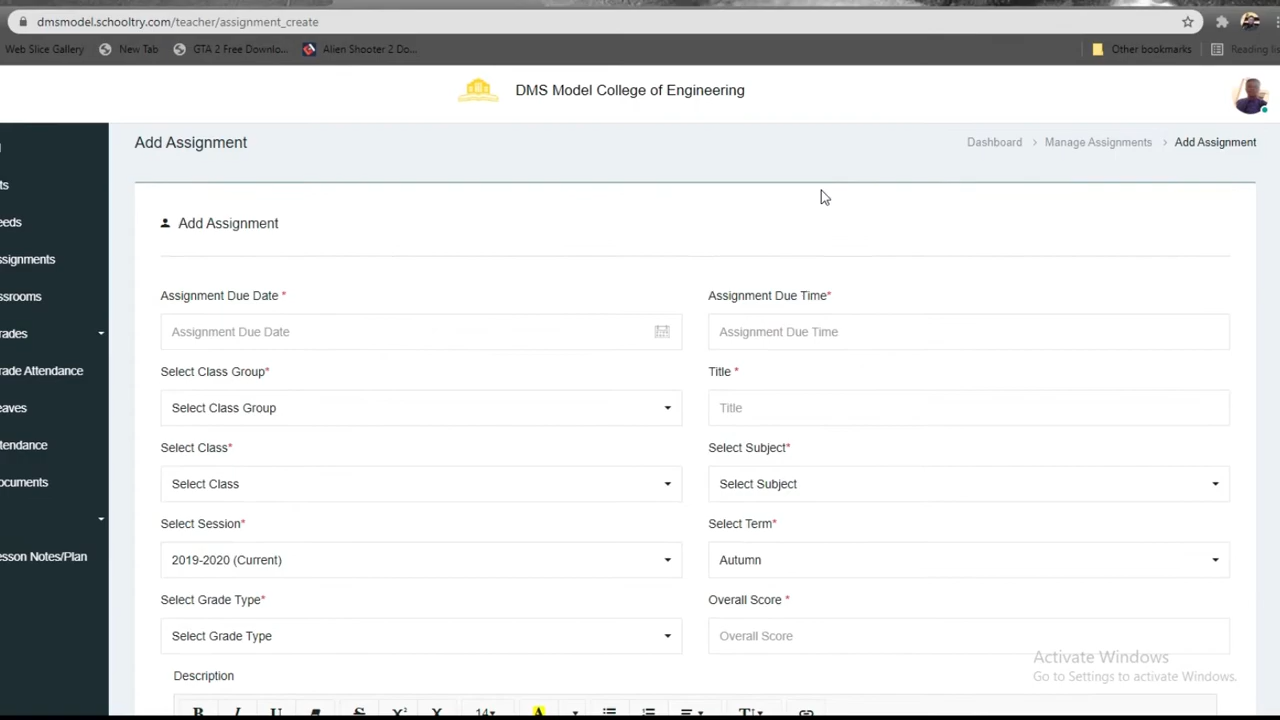 dmsmodel.schooltry.com/teacher/assignment_create
Web Slice Gallery New Tab GTA 2 Free Downlo... Alien Shooter 2 Do... Other bookmarks Reading lis
DMS Model College of Engineering
Add Assignment
Dashboard > Manage Assignments > Add Assignment
ts
eeds
ssignments
ssrooms
rades
rade Attendance
eaves
ttendance
ocuments
esson Notes/Plan
Add Assignment
Assignment Due Date * Assignment Due Time*
Assignment Due Date Assignment Due Time
Select Class Group* Title *
Select Class Group Title
Select Class* Select Subject*
Select Class Select Subject
Select Session* Select Term*
2019-2020 (Current) Autumn
Select Grade Type* Overall Score *
Select Grade Type Overall Score
Activate Windows
Go to Settings to activate Windows.
Description
B I U S X² X 14 A T